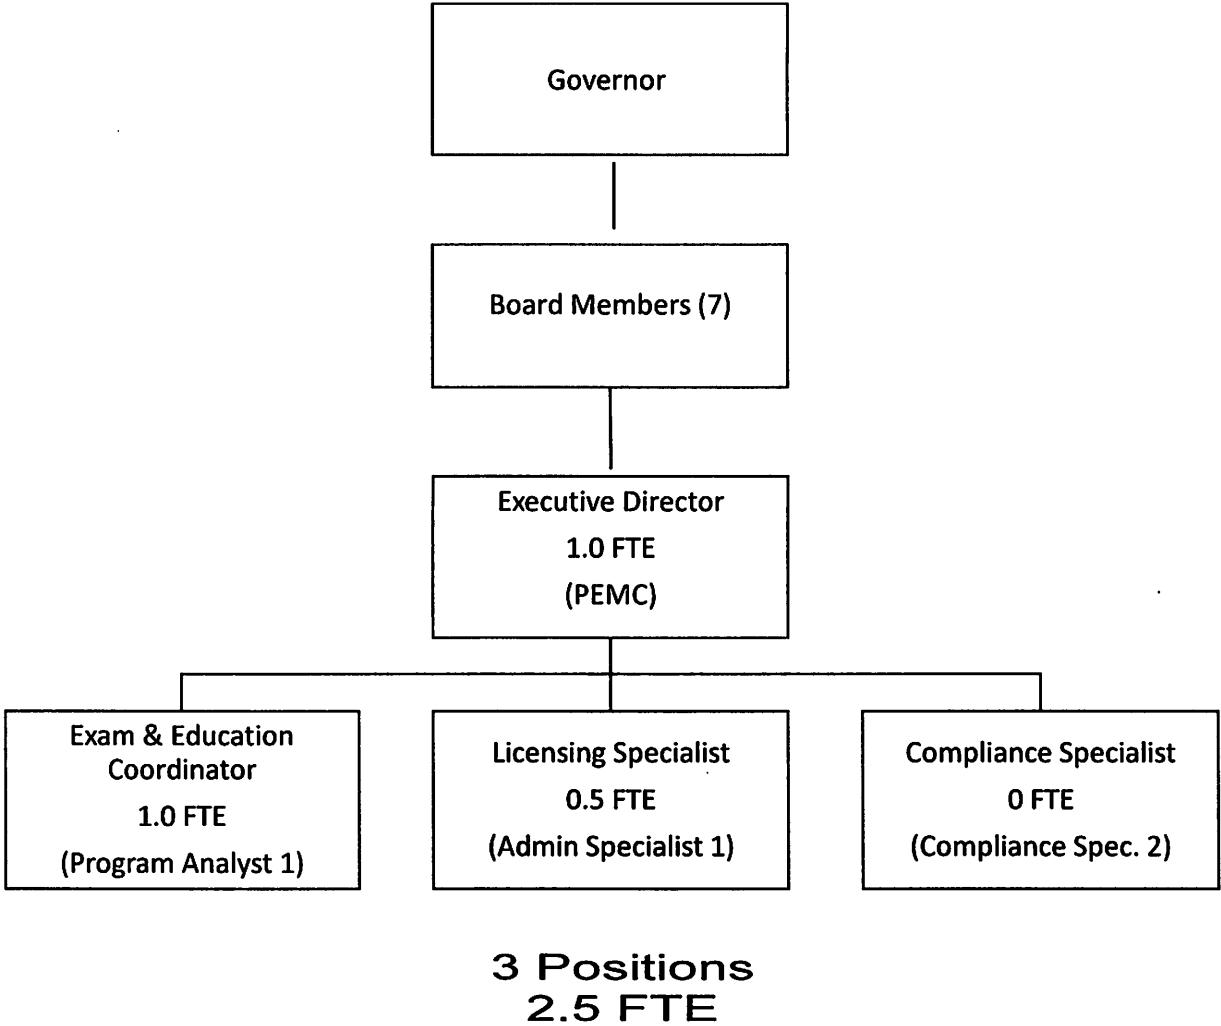 Governor
Board Members (7)
Executive Director
1.0 FTE
(PEMC)
Exam & Education
Coordinator
1.0 FTE
(Program Analyst 1)
Licensing Specialist
0.5 FTE
(Admin Specialist 1)
Compliance Specialist
0 FTE
(Compliance Spec. 2)
3 Positions
2.5 FTE